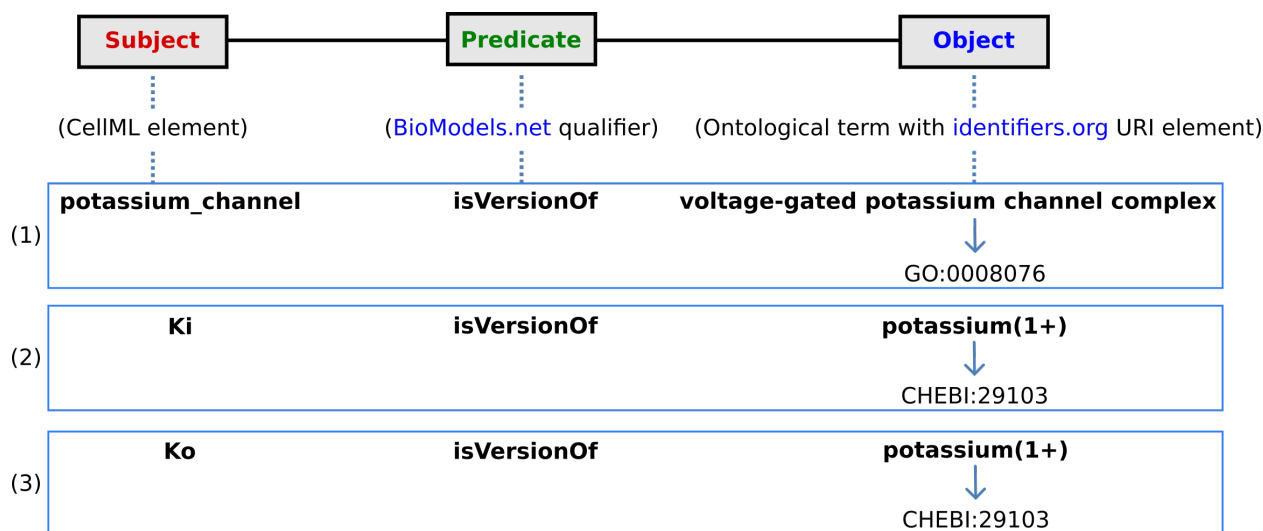 Subject Predicate Object
(CellML element) (BioModels.net qualifier) (Ontological term with identifiers.org URI element)
potassium_channel isVersionOf voltage-gated potassium channel complex
(1)
GO:0008076
Ki isVersionOf potassium(1+)
(2)
CHEBI:29103
Ko isVersionOf potassium(1+)
(3)
CHEBI:29103